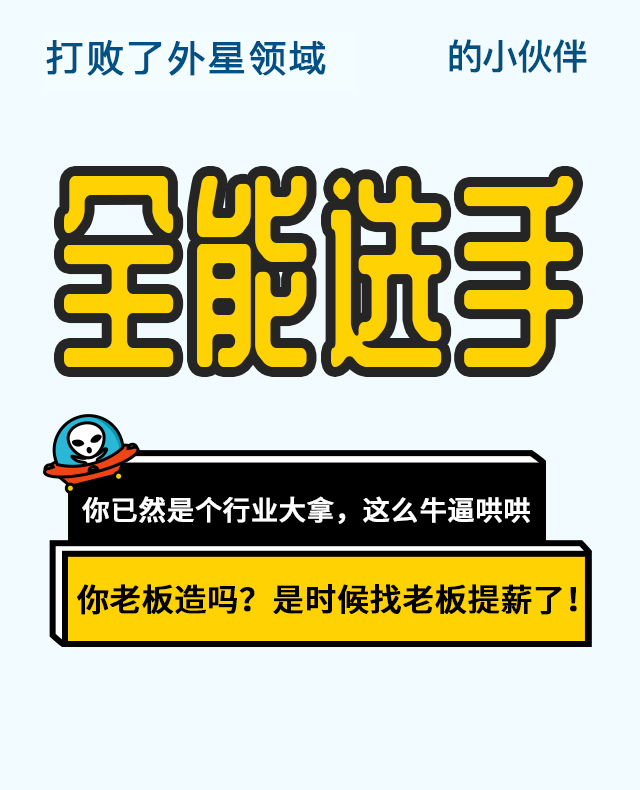 打败了外星领域 的小伙伴
全能选手
你已然是个行业大拿，这么牛逼哄哄
你老板造吗？是时候找老板提薪了！